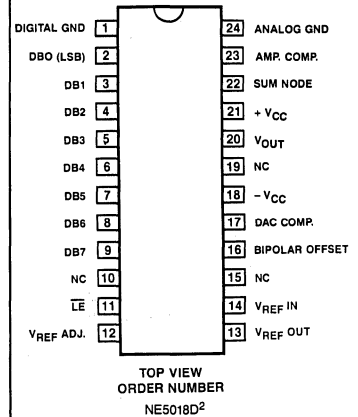 DIGITAL GND 1 24 ANALOG GND
DBO (LSB) 2 23 AMP. COMP.
DB1 3 22 SUM NODE
DB2 4 21 + VCC
DB3 5 20 VOUT
DB4 6 19 NC
DB5 7 18 – VCC
DB6 8 17 DAC COMP.
DB7 9 16 BIPOLAR OFFSET
NC 10 15 NC
L̅E̅ 11 14 VREF IN
VREF ADJ. 12 13 VREF OUT
TOP VIEW
ORDER NUMBER
NE5018D²